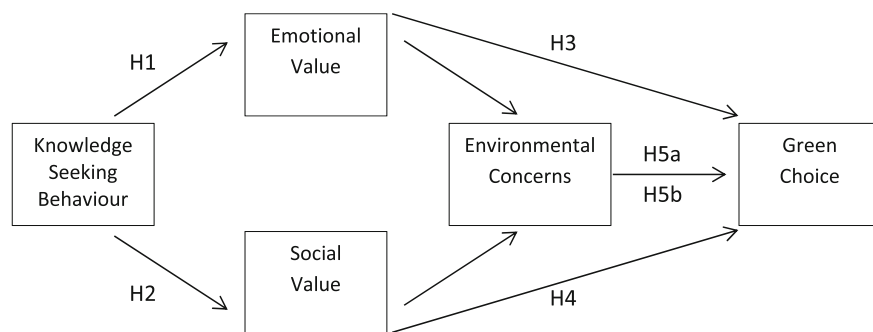 Emotional
Value
H1
H3
Knowledge
Seeking
Behaviour
Environmental
Concerns
H5a
H5b
Green
Choice
H2
Social
Value
H4